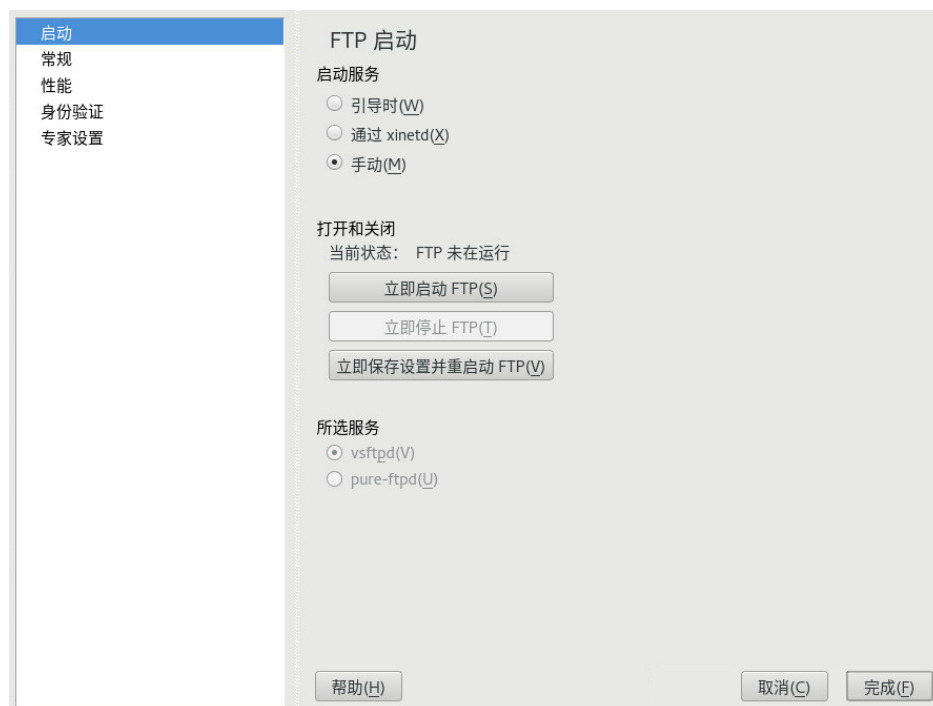 启动
常规
性能
身份验证
专家设置
FTP 启动
启动服务
引导时(W)
通过 xinetd(X)
手动(M)
打开和关闭
当前状态： FTP 未在运行
立即启动 FTP(S)
立即停止 FTP(T)
立即保存设置并重启动 FTP(V)
所选服务
vsftpd(V)
pure-ftpd(U)
帮助(H)
取消(C)
完成(F)